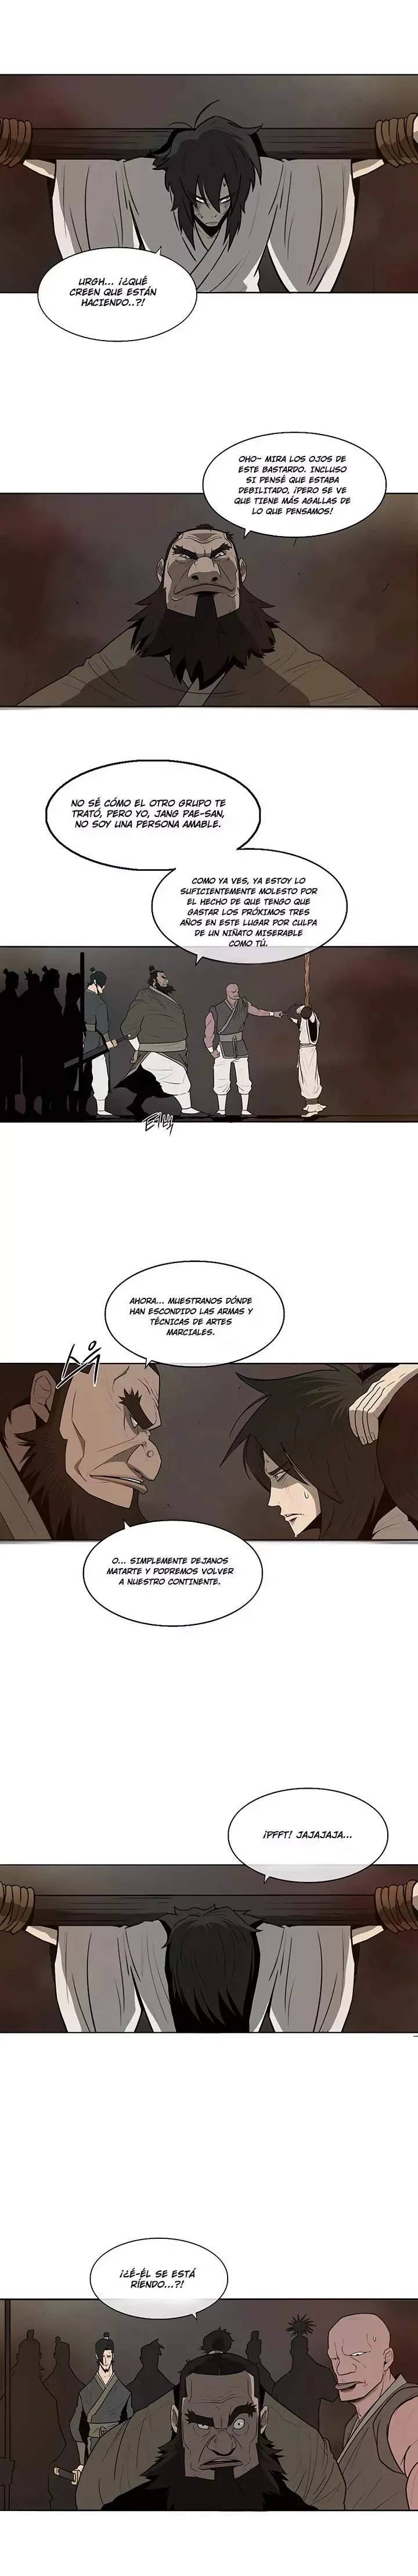 URGH... ¡¿QUÉ
CREEN QUE ESTÁN
HACIENDO..?!
OHO~ MIRA LOS OJOS DE
ESTE BASTARDO. INCLUSO
SI PENSÉ QUE ESTABA
DEBILITADO, ¡PERO SE VE
QUE TIENE MÁS AGALLAS DE
LO QUE PENSAMOS!
NO SÉ CÓMO EL OTRO GRUPO TE
TRATÓ, PERO YO, JANG PAE-SAN,
NO SOY UNA PERSONA AMABLE.
COMO YA VES, YA ESTOY LO
SUFICIENTEMENTE MOLESTO POR
EL HECHO DE QUE TENGO QUE
GASTAR LOS PRÓXIMOS TRES
AÑOS EN ESTE LUGAR POR CULPA
DE UN NIÑATO MISERABLE
COMO TÚ.
AHORA... MUESTRANOS DÓNDE
HAN ESCONDIDO LAS ARMAS Y
TÉCNICAS DE ARTES
MARCIALES.
O... SIMPLEMENTE DEJANOS
MATARTE Y PODREMOS VOLVER
A NUESTRO CONTINENTE.
¡PFFT! JAJAJAJA...
¡¿É-ÉL SE ESTÁ
RÍENDO...?!